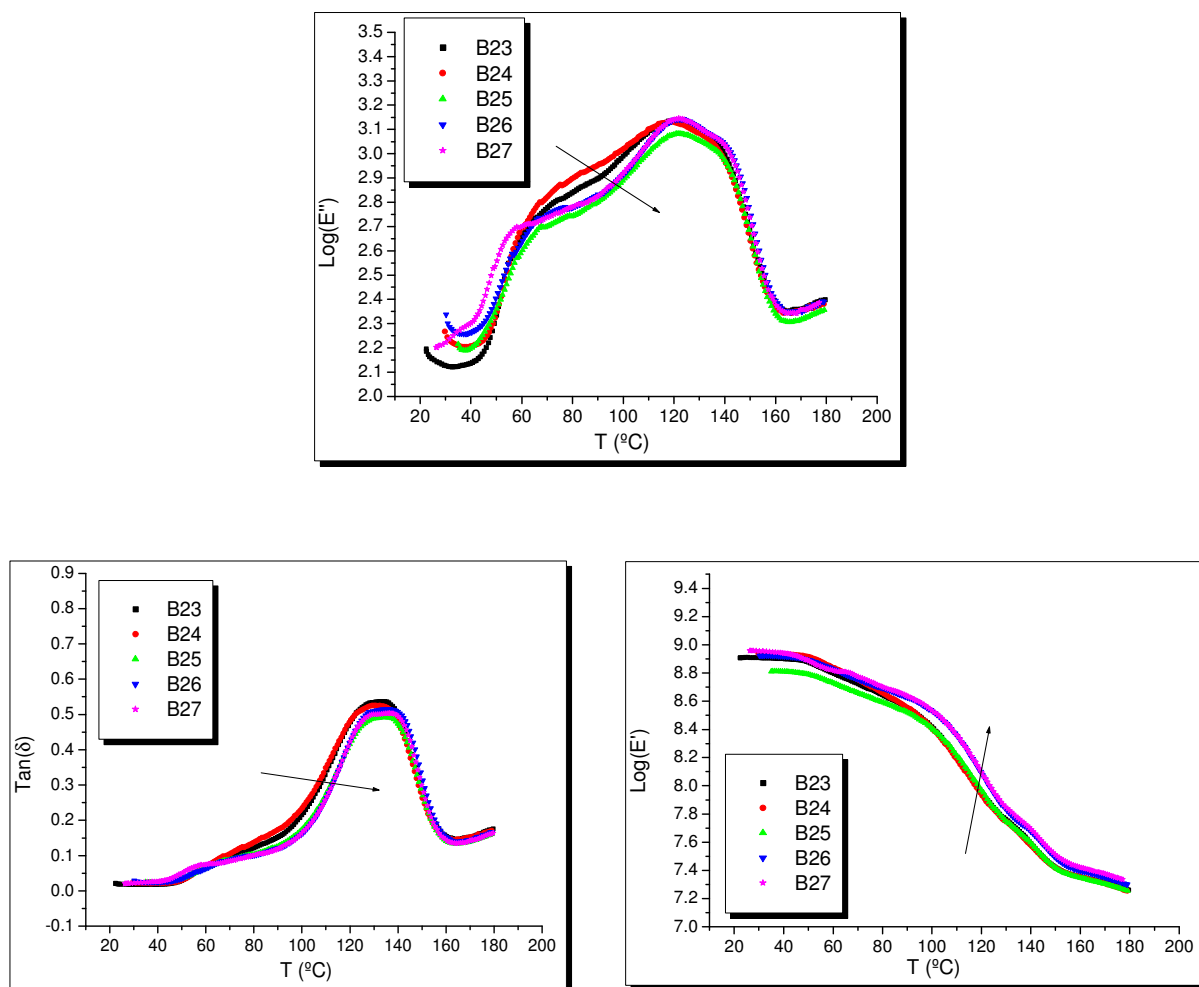 3.5
3.4
3.3
3.2
3.1
3.0
2.9
2.8
2.7
2.6
2.5
2.4
2.3
2.2
2.1
2.0
Log(E'')
B23
B24
B25
B26
B27
20 40 60 80 100 120 140 160 180 200
T (ºC)
0.9
0.8
0.7
0.6
0.5
0.4
0.3
0.2
0.1
0.0
-0.1
Tan(δ)
B23
B24
B25
B26
B27
20 40 60 80 100 120 140 160 180 200
T (ºC)
9.4
9.2
9.0
8.8
8.6
8.4
8.2
8.0
7.8
7.6
7.4
7.2
7.0
Log(E')
B23
B24
B25
B26
B27
20 40 60 80 100 120 140 160 180 200
T (ºC)